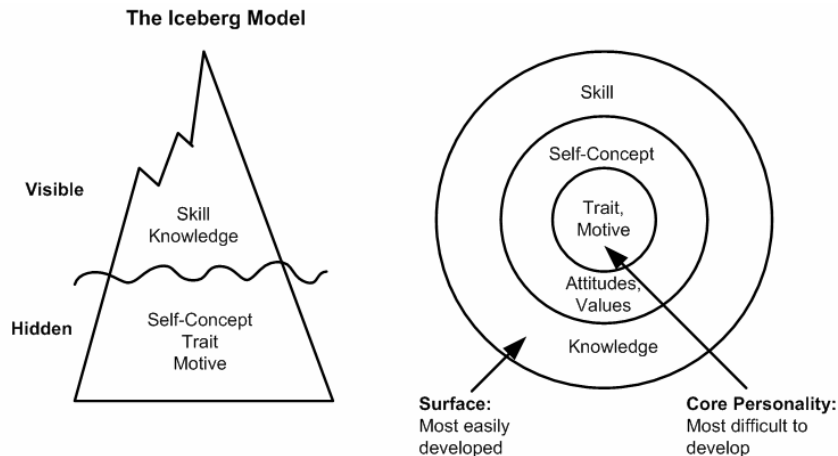 The Iceberg Model
Visible
Skill
Knowledge
Hidden
Self-Concept
Trait
Motive
Skill
Self-Concept
Trait,
Motive
Attitudes,
Values
Knowledge
Surface:
Most easily
developed
Core Personality:
Most difficult to
develop